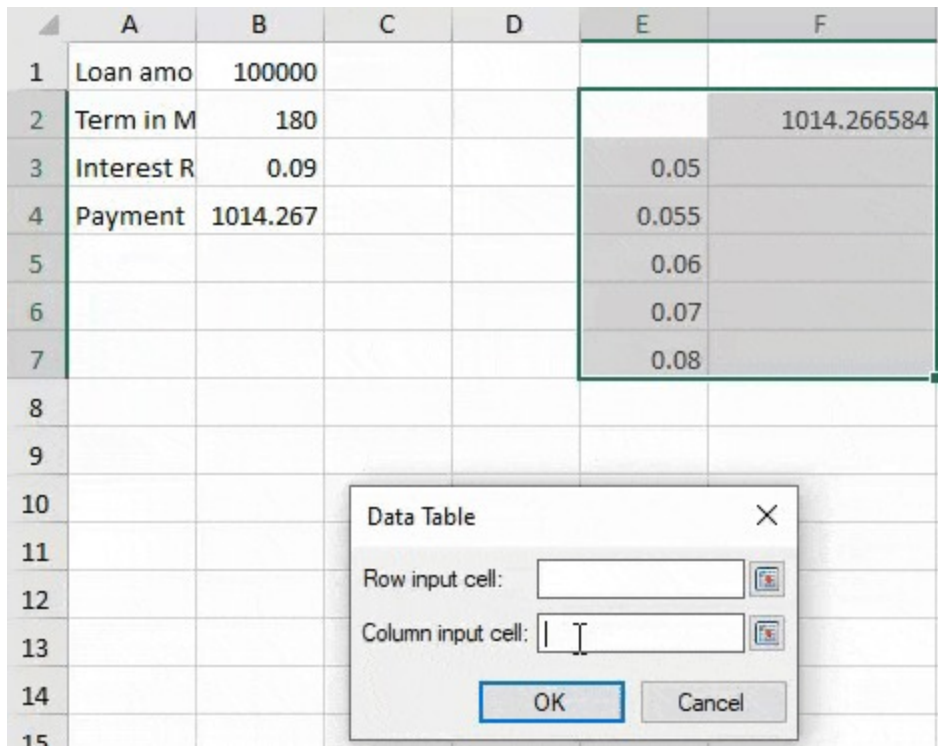 A B C D E F
1 Loan amo 100000
2 Term in M 180 1014.266584
3 Interest R 0.09 0.05
4 Payment 1014.267 0.055
5 0.06
6 0.07
7 0.08
8
9
10
Data Table
11
Row input cell:
12
Column input cell:
13
14 OK Cancel
15